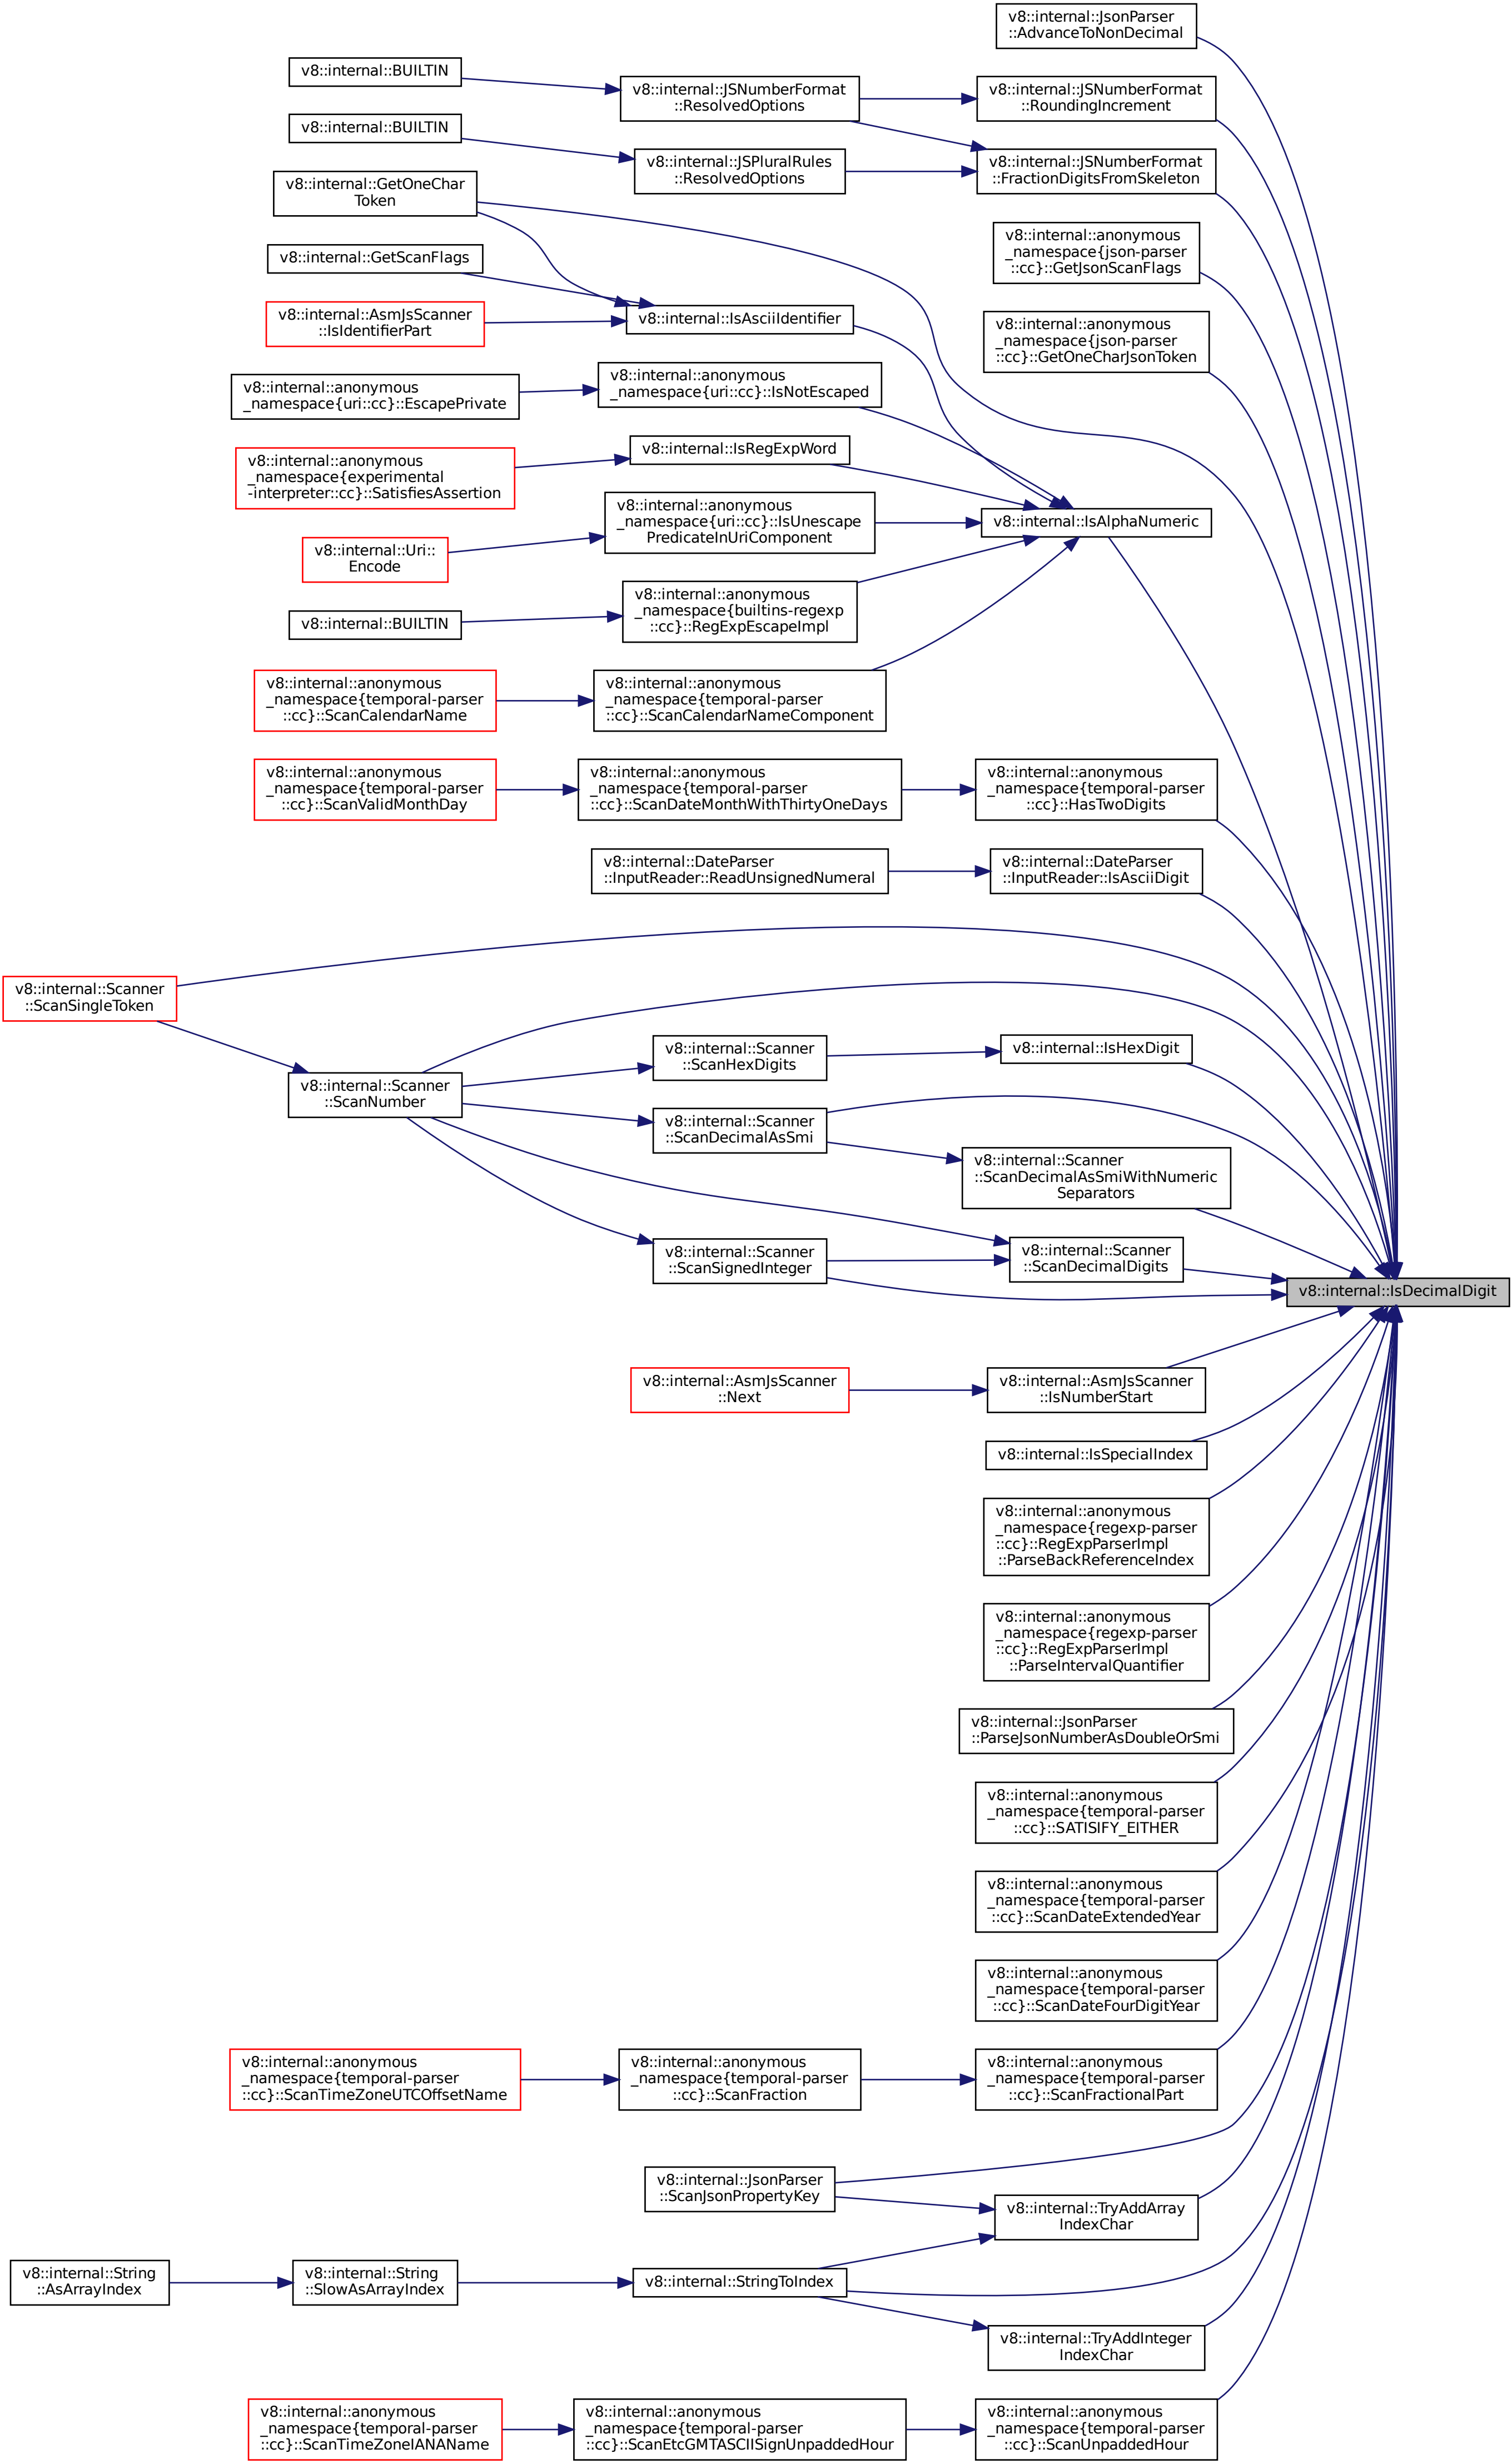 v8::internal::JsonParser
::AdvanceToNonDecimal
v8::internal::BUILTIN
v8::internal::JSNumberFormat
::ResolvedOptions
v8::internal::JSNumberFormat
::RoundingIncrement
v8::internal::BUILTIN
v8::internal::JSPluralRules
::ResolvedOptions
v8::internal::JSNumberFormat
::FractionDigitsFromSkeleton
v8::internal::GetOneChar
Token
v8::internal::anonymous
_namespace{json-parser
::cc}::GetJsonScanFlags
v8::internal::GetScanFlags
v8::internal::AsmJsScanner
::IsIdentifierPart
v8::internal::IsAsciiIdentifier
v8::internal::anonymous
_namespace{json-parser
::cc}::GetOneCharJsonToken
v8::internal::anonymous
_namespace{uri::cc}::EscapePrivate
v8::internal::anonymous
_namespace{uri::cc}::IsNotEscaped
v8::internal::anonymous
_namespace{experimental
-interpreter::cc}::SatisfiesAssertion
v8::internal::IsRegExpWord
v8::internal::Uri::
Encode
v8::internal::anonymous
_namespace{uri::cc}::IsUnescape
PredicateInUriComponent
v8::internal::IsAlphaNumeric
v8::internal::BUILTIN
v8::internal::anonymous
_namespace{builtins-regexp
::cc}::RegExpEscapeImpl
v8::internal::anonymous
_namespace{temporal-parser
::cc}::ScanCalendarName
v8::internal::anonymous
_namespace{temporal-parser
::cc}::ScanCalendarNameComponent
v8::internal::anonymous
_namespace{temporal-parser
::cc}::ScanValidMonthDay
v8::internal::anonymous
_namespace{temporal-parser
::cc}::ScanDateMonthWithThirtyOneDays
v8::internal::anonymous
_namespace{temporal-parser
::cc}::HasTwoDigits
v8::internal::DateParser
::InputReader::ReadUnsignedNumeral
v8::internal::DateParser
::InputReader::IsAsciiDigit
v8::internal::Scanner
::ScanSingleToken
v8::internal::Scanner
::ScanNumber
v8::internal::Scanner
::ScanHexDigits
v8::internal::IsHexDigit
v8::internal::Scanner
::ScanDecimalAsSmi
v8::internal::Scanner
::ScanDecimalAsSmiWithNumeric
Separators
v8::internal::Scanner
::ScanSignedInteger
v8::internal::Scanner
::ScanDecimalDigits
v8::internal::IsDecimalDigit
v8::internal::AsmJsScanner
::Next
v8::internal::AsmJsScanner
::IsNumberStart
v8::internal::IsSpecialIndex
v8::internal::anonymous
_namespace{regexp-parser
::cc}::RegExpParserImpl
::ParseBackReferenceIndex
v8::internal::anonymous
_namespace{regexp-parser
::cc}::RegExpParserImpl
::ParseIntervalQuantifier
v8::internal::JsonParser
::ParseJsonNumberAsDoubleOrSmi
v8::internal::anonymous
_namespace{temporal-parser
::cc}::SATISIFY_EITHER
v8::internal::anonymous
_namespace{temporal-parser
::cc}::ScanDateExtendedYear
v8::internal::anonymous
_namespace{temporal-parser
::cc}::ScanDateFourDigitYear
v8::internal::anonymous
_namespace{temporal-parser
::cc}::ScanTimeZoneUTCOffsetName
v8::internal::anonymous
_namespace{temporal-parser
::cc}::ScanFraction
v8::internal::anonymous
_namespace{temporal-parser
::cc}::ScanFractionalPart
v8::internal::JsonParser
::ScanJsonPropertyKey
v8::internal::TryAddArray
IndexChar
v8::internal::String
::AsArrayIndex
v8::internal::String
::SlowAsArrayIndex
v8::internal::StringToIndex
v8::internal::TryAddInteger
IndexChar
v8::internal::anonymous
_namespace{temporal-parser
::cc}::ScanTimeZoneIANAName
v8::internal::anonymous
_namespace{temporal-parser
::cc}::ScanEtcGMTASCIISignUnpaddedHour
v8::internal::anonymous
_namespace{temporal-parser
::cc}::ScanUnpaddedHour